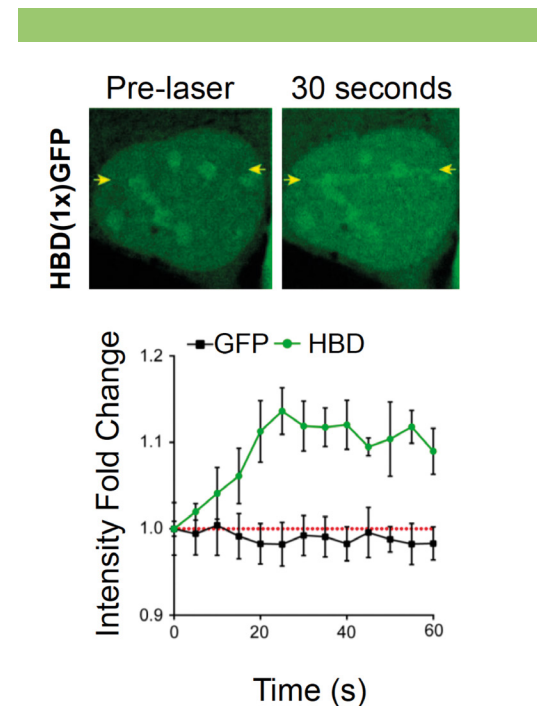 Pre-laser 30 seconds
HBD(1x)GFP
GFP HBD
Intensity Fold Change
1.2
1.1
1.0
0.9
0 20 40 60
Time (s)